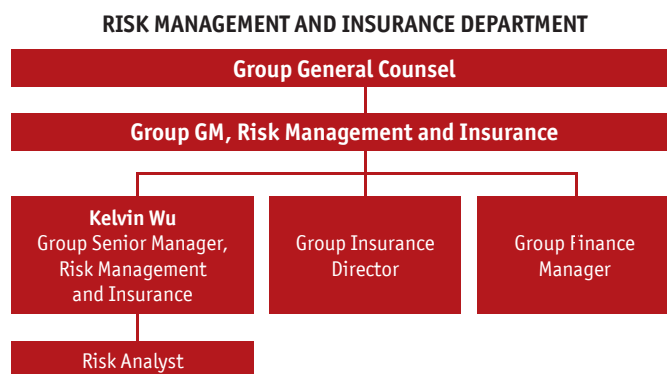 RISK MANAGEMENT AND INSURANCE DEPARTMENT
Group General Counsel
Group GM, Risk Management and Insurance
Kelvin Wu
Group Senior Manager,
Risk Management
and Insurance
Group Insurance
Director
Group Finance
Manager
Risk Analyst